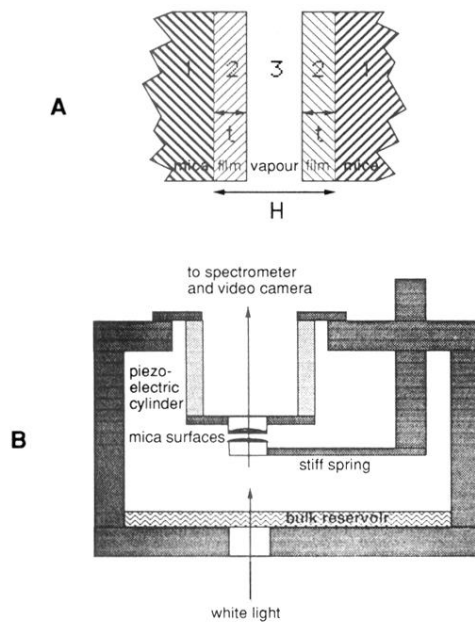 A
1 2 3 2 1
t t
mica film vapour film mica
H
to spectrometer
and video camera
piezo-
electric
cylinder
B
mica surfaces
stiff spring
bulk reservoir
white light